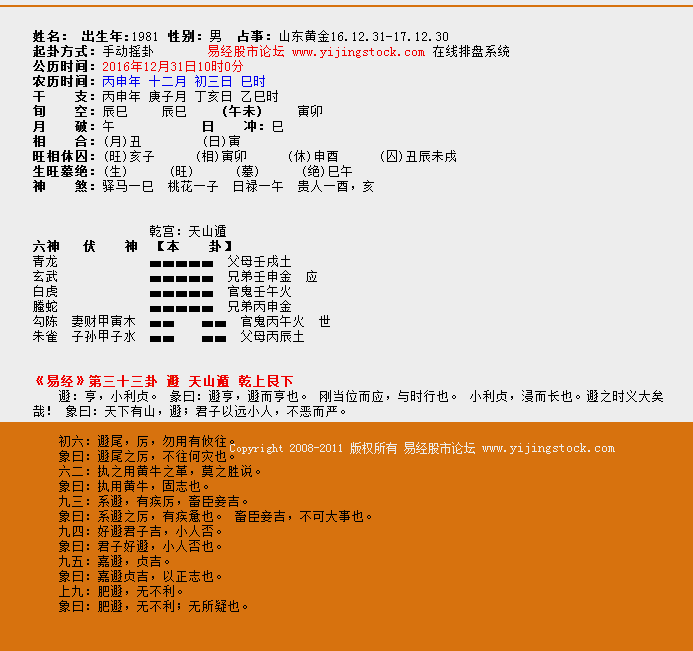 姓名: 出生年:1981 性别: 男 占事: 山东黄金16.12.31-17.12.30
起卦方式: 手动摇卦 易经股市论坛 www.yijingstock.com 在线排盘系统
公历时间: 2016年12月31日10时0分
农历时间: 丙申年 十二月 初三日 巳时
干 支: 丙申年 庚子月 丁亥日 乙巳时
旬 空: 辰巳 辰巳 (午未) 寅卯
月 破: 午 日 冲: 巳
相 合: (月)丑 (日)寅
旺相休囚: (旺)亥子 (相)寅卯 (休)申酉 (囚)丑辰未戌
生旺墓绝: (生) (旺) (墓) (绝)巳午
神 煞: 驿马—巳 桃花—子 日禄—午 贵人—酉, 亥
乾宫: 天山遁
六神 伏 神 【本 卦】
青龙 父母壬戌土
玄武 兄弟壬申金 应
白虎 官鬼壬午火
螣蛇 兄弟丙申金
勾陈 妻财甲寅木 官鬼丙午火 世
朱雀 子孙甲子水 父母丙辰土
《易经》第三十三卦 遯 天山遁 乾上艮下
遯: 亨, 小利贞。 彖曰: 遯亨, 遯而亨也。 刚当位而应, 与时行也。 小利贞, 浸而长也。遯之时义大矣
哉! 象曰: 天下有山, 遯; 君子以远小人, 不恶而严。
初六: 遯尾, 厉, 勿用有攸往。
象曰: 遯尾之厉, 不往何灾也。
Copyright 2008-2011 版权所有 易经股市论坛 www.yijingstock.com
六二: 执之用黄牛之革, 莫之胜说。
象曰: 执用黄牛, 固志也。
九三: 系遯, 有疾厉, 畜臣妾吉。
象曰: 系遯之厉, 有疾惫也。 畜臣妾吉, 不可大事也。
九四: 好遯君子吉, 小人否。
象曰: 君子好遯, 小人否也。
九五: 嘉遯, 贞吉。
象曰: 嘉遯贞吉, 以正志也。
上九: 肥遯, 无不利。
象曰: 肥遯, 无不利; 无所疑也。